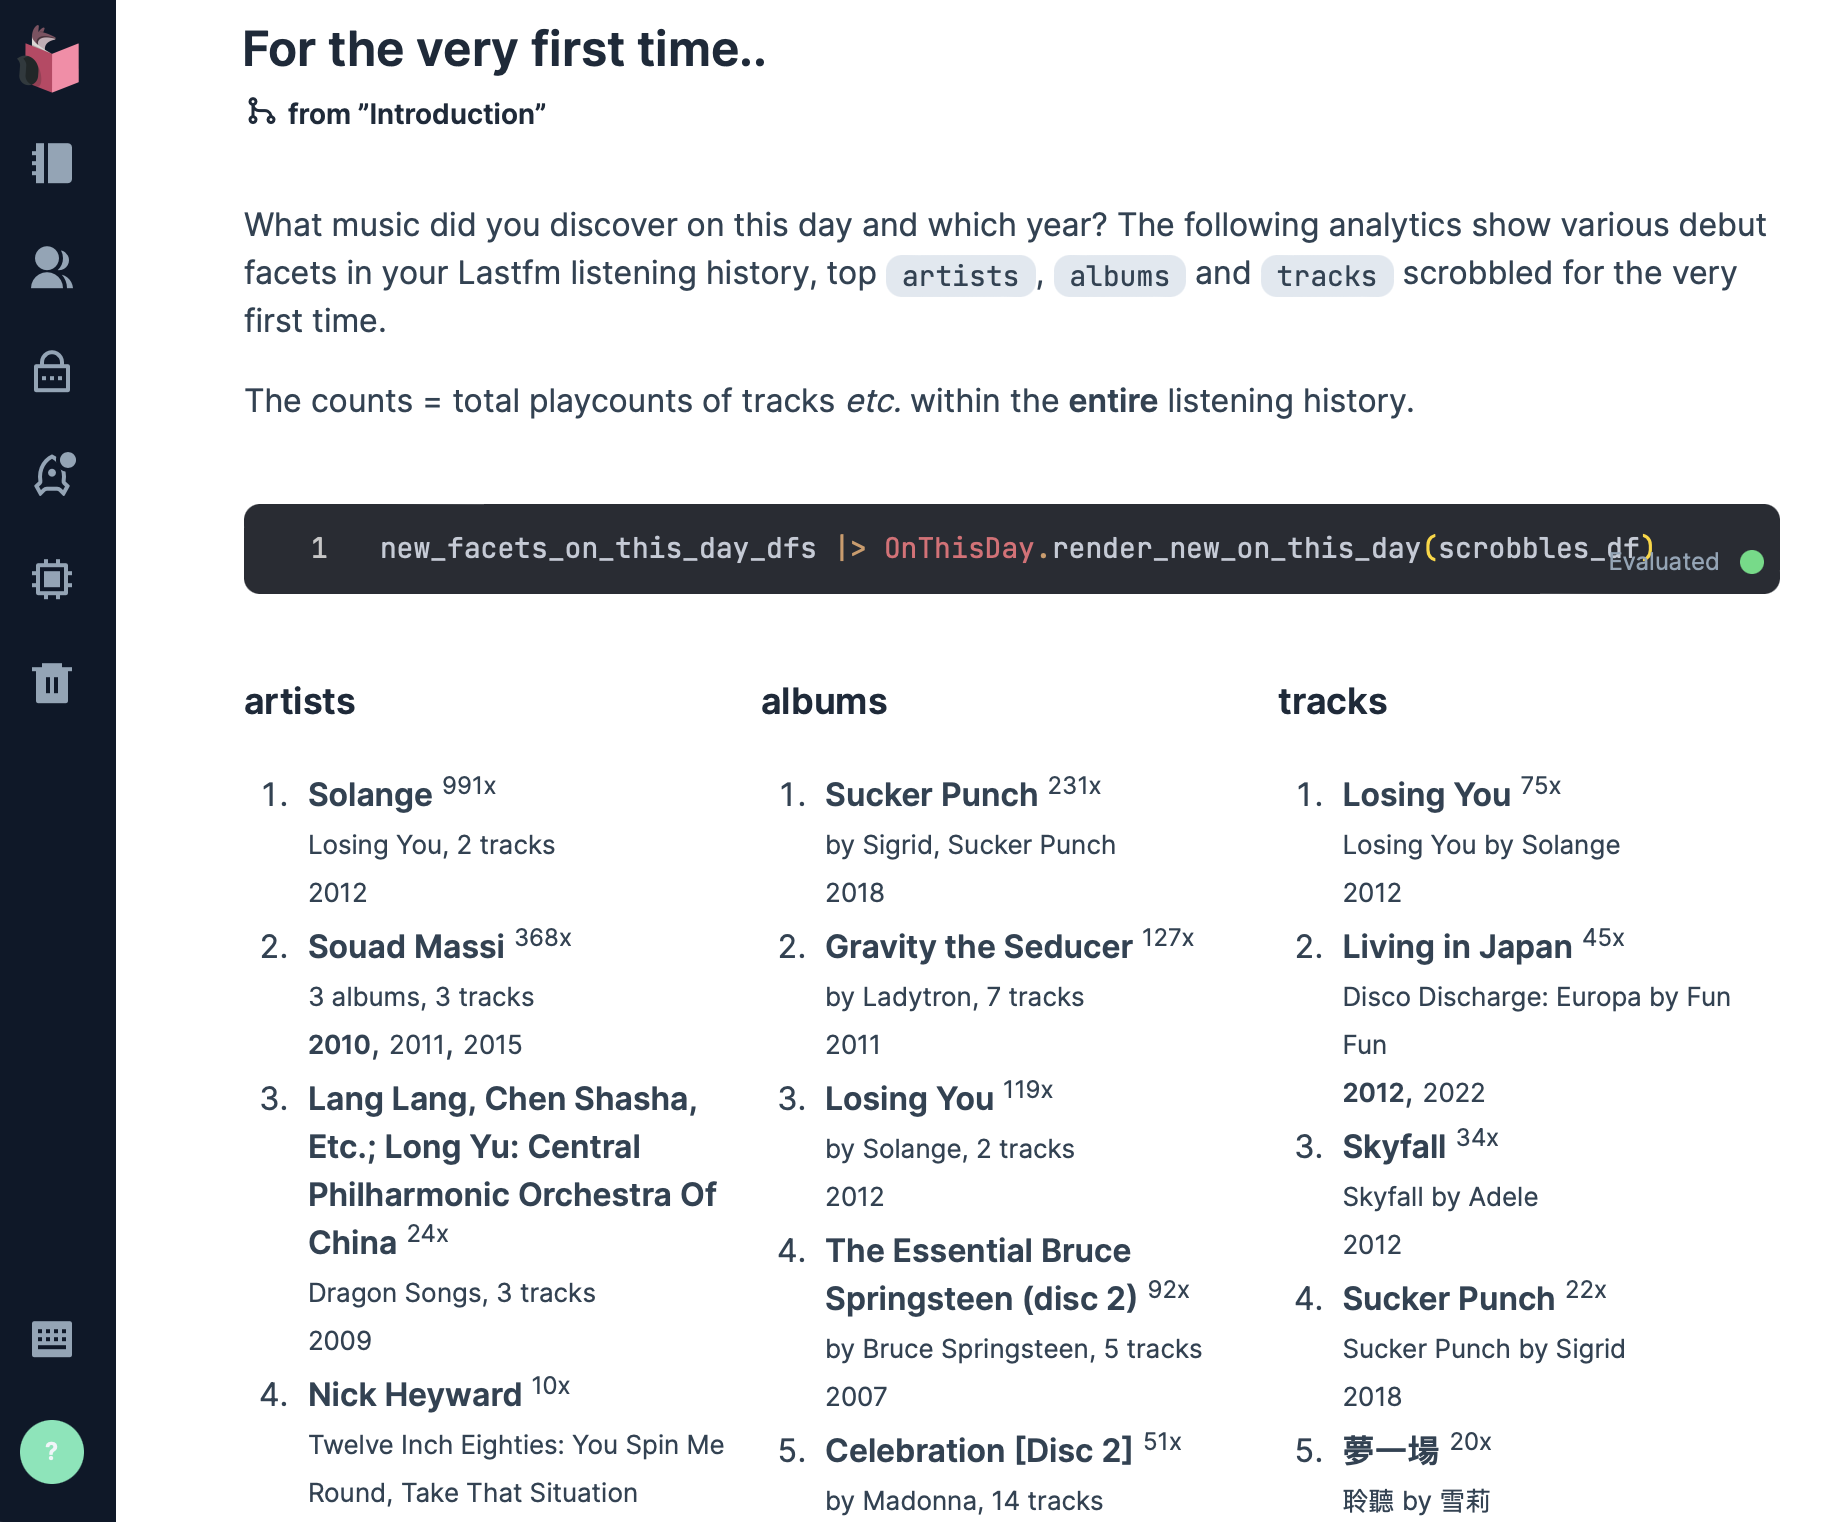 For the very first time..
from ”Introduction”
What music did you discover on this day and which year? The following analytics show various debut
facets in your Lastfm listening history, top artists, albums and tracks scrobbled for the very
first time.
The counts = total playcounts of tracks etc. within the entire listening history.
1 new_facets_on_this_day_dfs |> OnThisDay.render_new_on_this_day(scrobbles_df)
Evaluated
artists
1. Solange 991x
Losing You, 2 tracks
2012
2. Souad Massi 368x
3 albums, 3 tracks
2010, 2011, 2015
3. Lang Lang, Chen Shasha,
Etc.; Long Yu: Central
Philharmonic Orchestra Of
China 24x
Dragon Songs, 3 tracks
2009
4. Nick Heyward 10x
Twelve Inch Eighties: You Spin Me
Round, Take That Situation
albums
1. Sucker Punch 231x
by Sigrid, Sucker Punch
2018
2. Gravity the Seducer 127x
by Ladytron, 7 tracks
2011
3. Losing You 119x
by Solange, 2 tracks
2012
4. The Essential Bruce
Springsteen (disc 2) 92x
by Bruce Springsteen, 5 tracks
2007
5. Celebration [Disc 2] 51x
by Madonna, 14 tracks
tracks
1. Losing You 75x
Losing You by Solange
2012
2. Living in Japan 45x
Disco Discharge: Europa by Fun
Fun
2012, 2022
3. Skyfall 34x
Skyfall by Adele
2012
4. Sucker Punch 22x
Sucker Punch by Sigrid
2018
5. 夢一場 20x
聆聽 by 雪莉
?